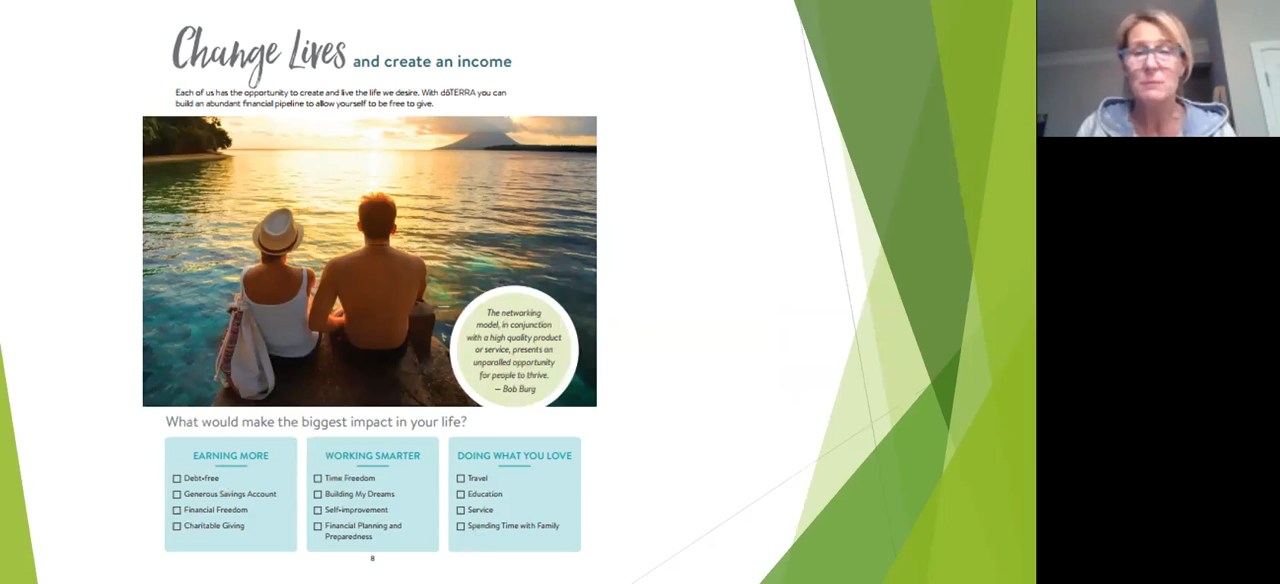 Change Lives and create an income
Each of us has the opportunity to create and live the life we desire. With dōTERRA you can
build an abundant financial pipeline to allow yourself to be free to give.
The networking
model, in conjunction
with a high quality product
or service, presents an
unparalled opportunity
for people to thrive.
– Bob Burg
What would make the biggest impact in your life?
EARNING MORE
Debt-free
Generous Savings Account
Financial Freedom
Charitable Giving
WORKING SMARTER
Time Freedom
Building My Dreams
Self-improvement
Financial Planning and
Preparedness
DOING WHAT YOU LOVE
Travel
Education
Service
Spending Time with Family
8